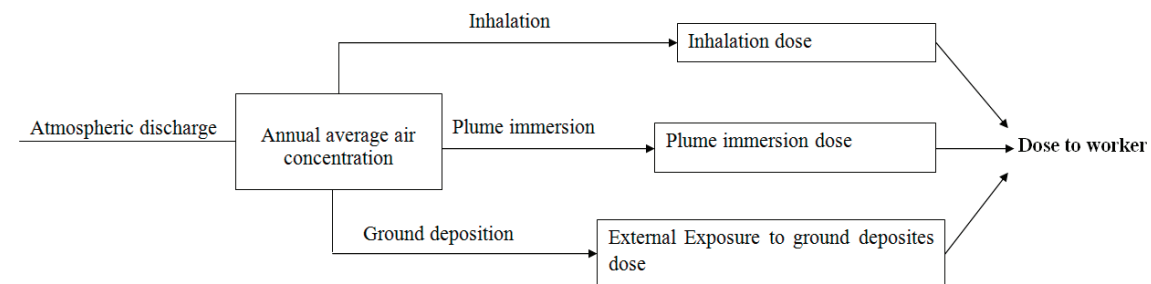 Inhalation
Inhalation dose
Atmospheric discharge
Annual average air
concentration
Plume immersion
Plume immersion dose
Dose to worker
Ground deposition
External Exposure to ground deposites
dose